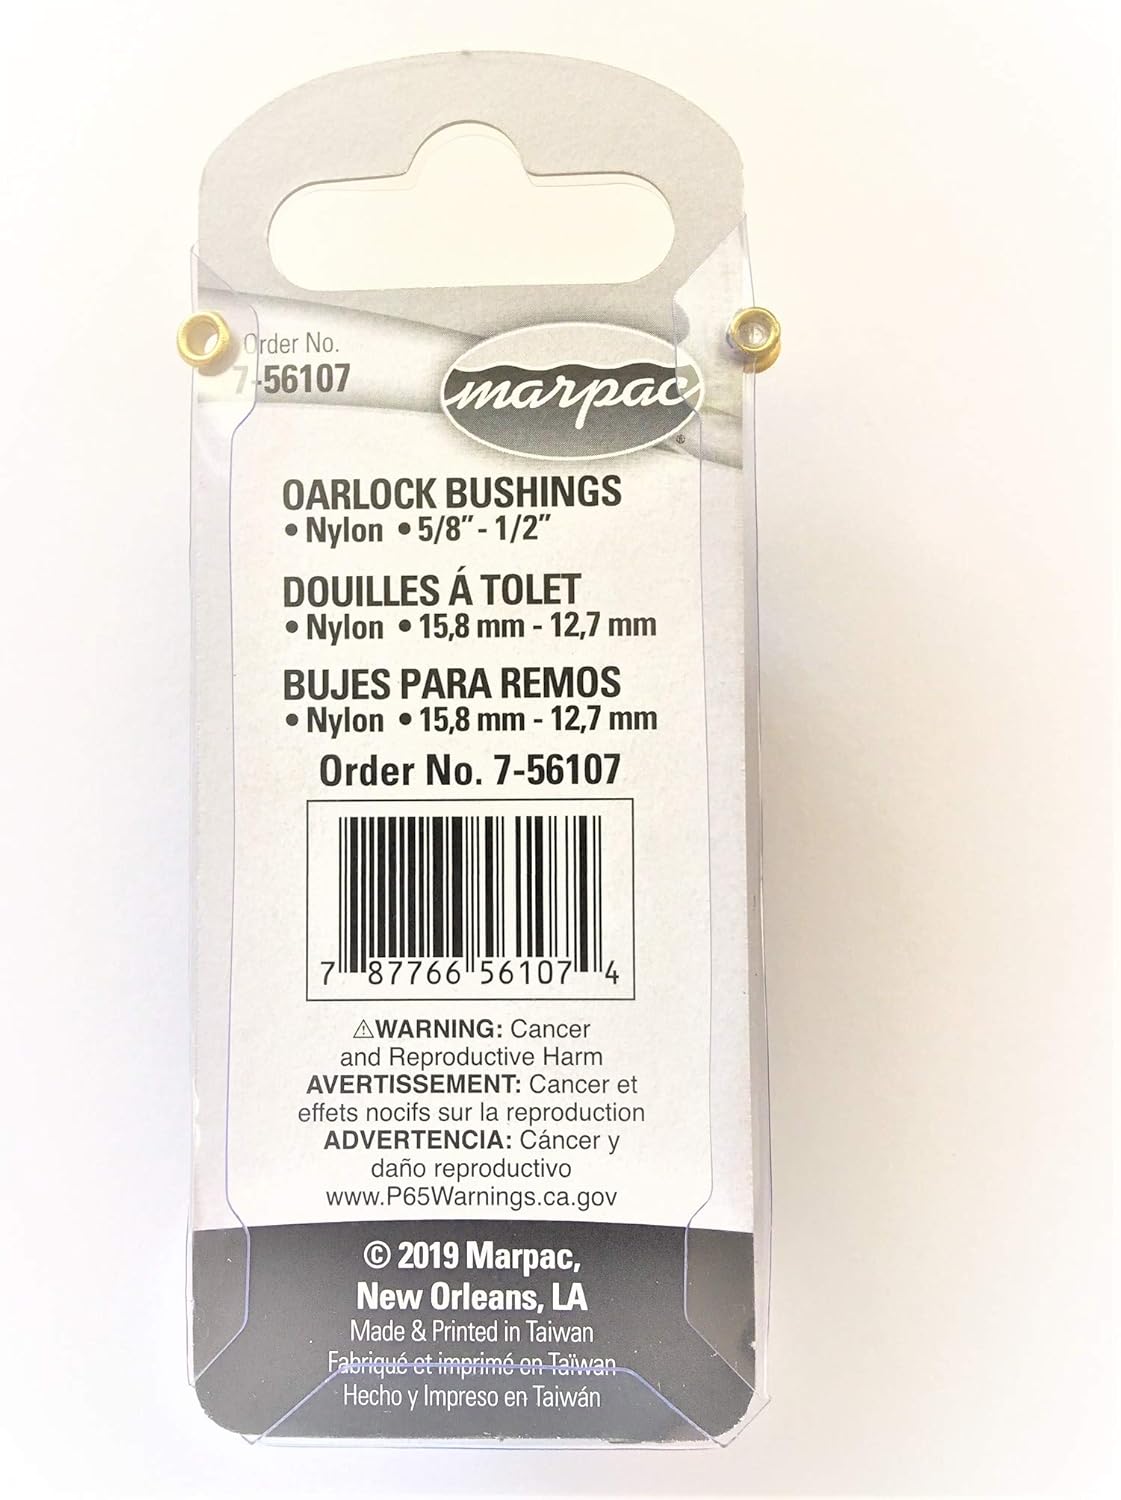 Order No.
7-56107
marpac®
OARLOCK BUSHINGS
• Nylon • 5/8” - 1/2”
DOUILLES Á TOLET
• Nylon • 15,8 mm - 12,7 mm
BUJES PARA REMOS
• Nylon • 15,8 mm - 12,7 mm
Order No. 7-56107
7 87766 56107 4
⚠WARNING: Cancer
and Reproductive Harm
AVERTISSEMENT: Cancer et
effets nocifs sur la reproduction
ADVERTENCIA: Cáncer y
daño reproductivo
www.P65Warnings.ca.gov
© 2019 Marpac,
New Orleans, LA
Made & Printed in Taiwan
Fabriqué et imprimé en Taïwan
Hecho y Impreso en Taiwán